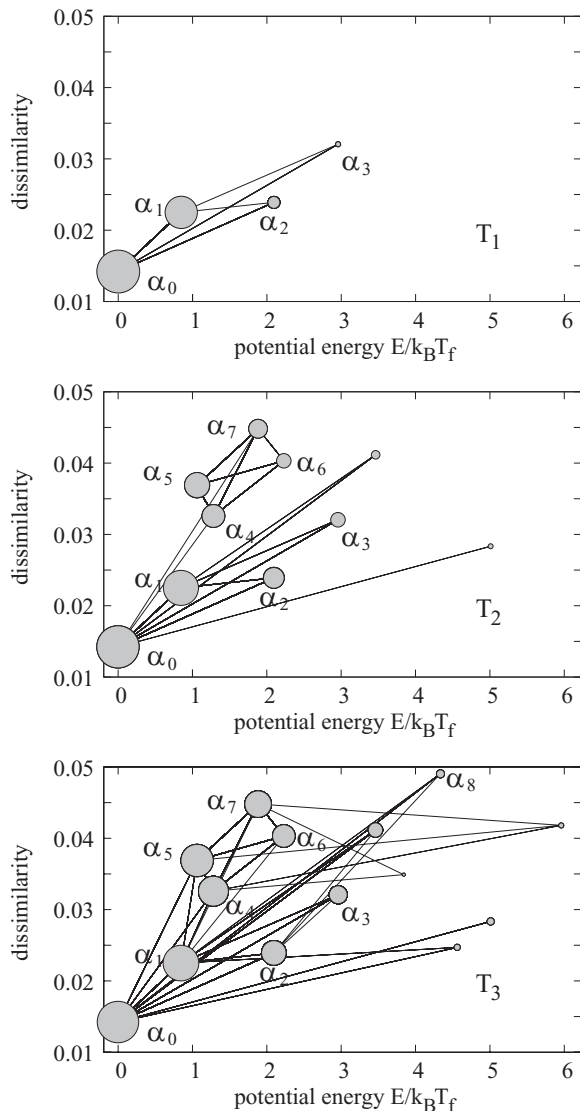 0.05
0.04
0.03
0.02
0.01
dissimilarity
α3
α1
α2
α0
T1
0 1 2 3 4 5 6
potential energy E/kBTf
0.05
0.04
0.03
0.02
0.01
dissimilarity
α7
α5
α6
α4
α3
α1
α2
α0
T2
0 1 2 3 4 5 6
potential energy E/kBTf
0.05
0.04
0.03
0.02
0.01
dissimilarity
α8
α7
α5
α6
α4
α3
α1
α2
α0
T3
0 1 2 3 4 5 6
potential energy E/kBTf